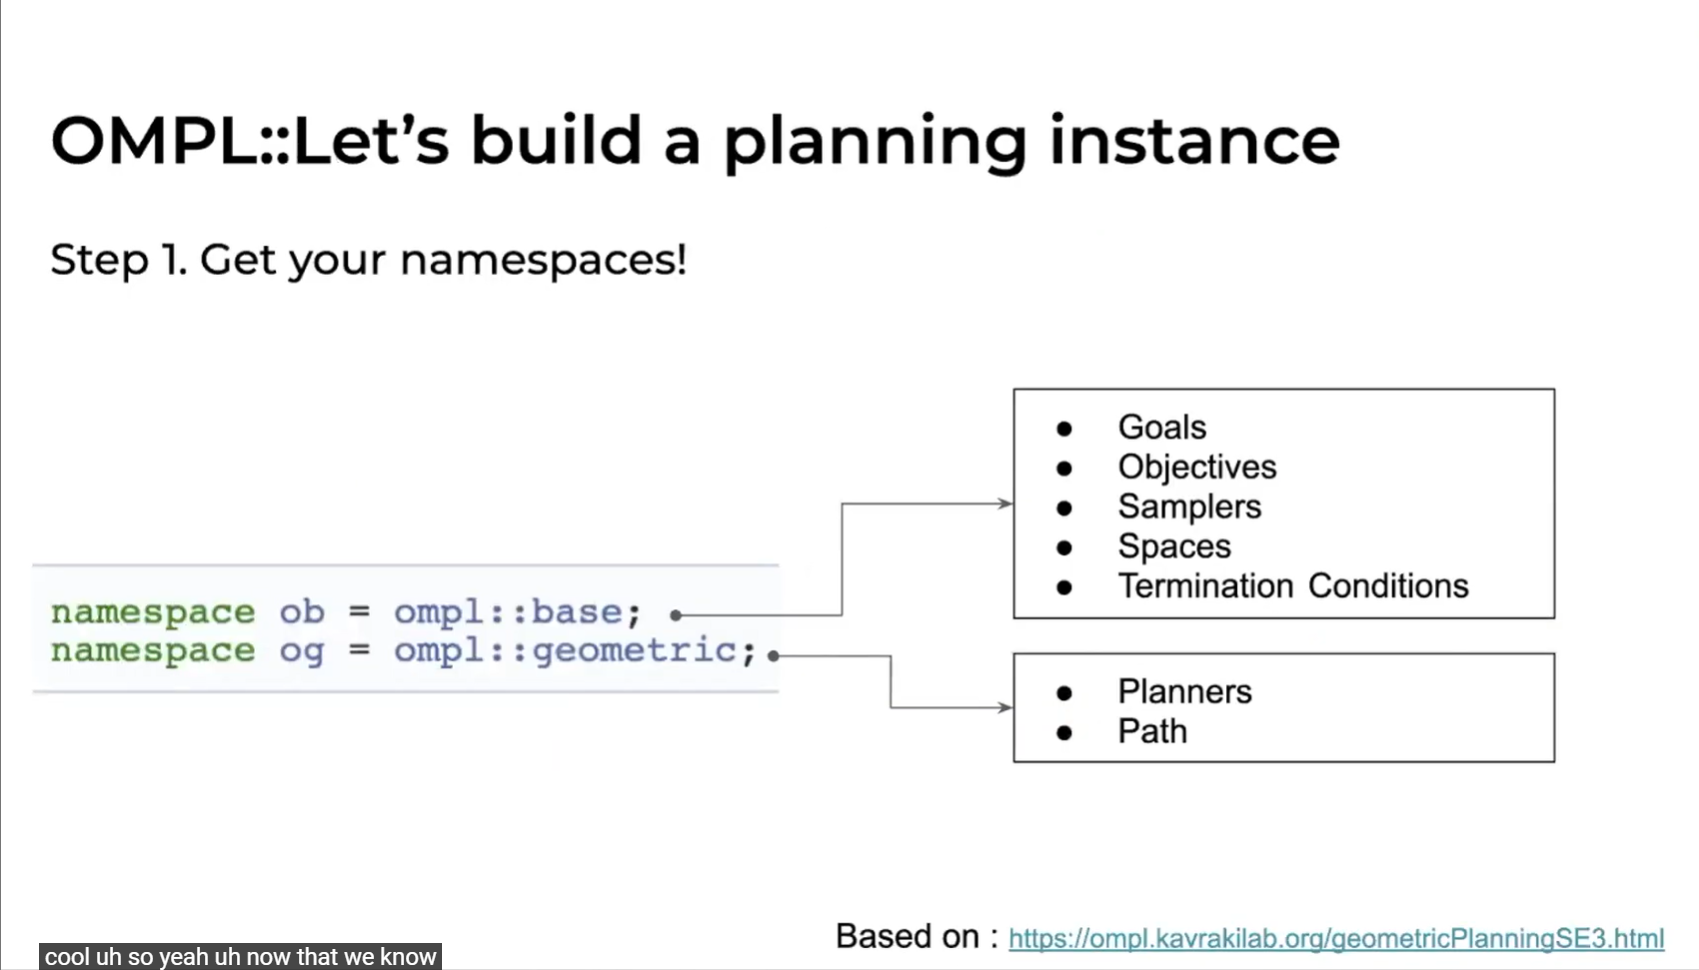 OMPL::Let’s build a planning instance
Step 1. Get your namespaces!
namespace ob = ompl::base;
namespace og = ompl::geometric;
● Goals
● Objectives
● Samplers
● Spaces
● Termination Conditions
● Planners
● Path
Based on : https://ompl.kavrakilab.org/geometricPlanningSE3.html
cool uh so yeah uh now that we know